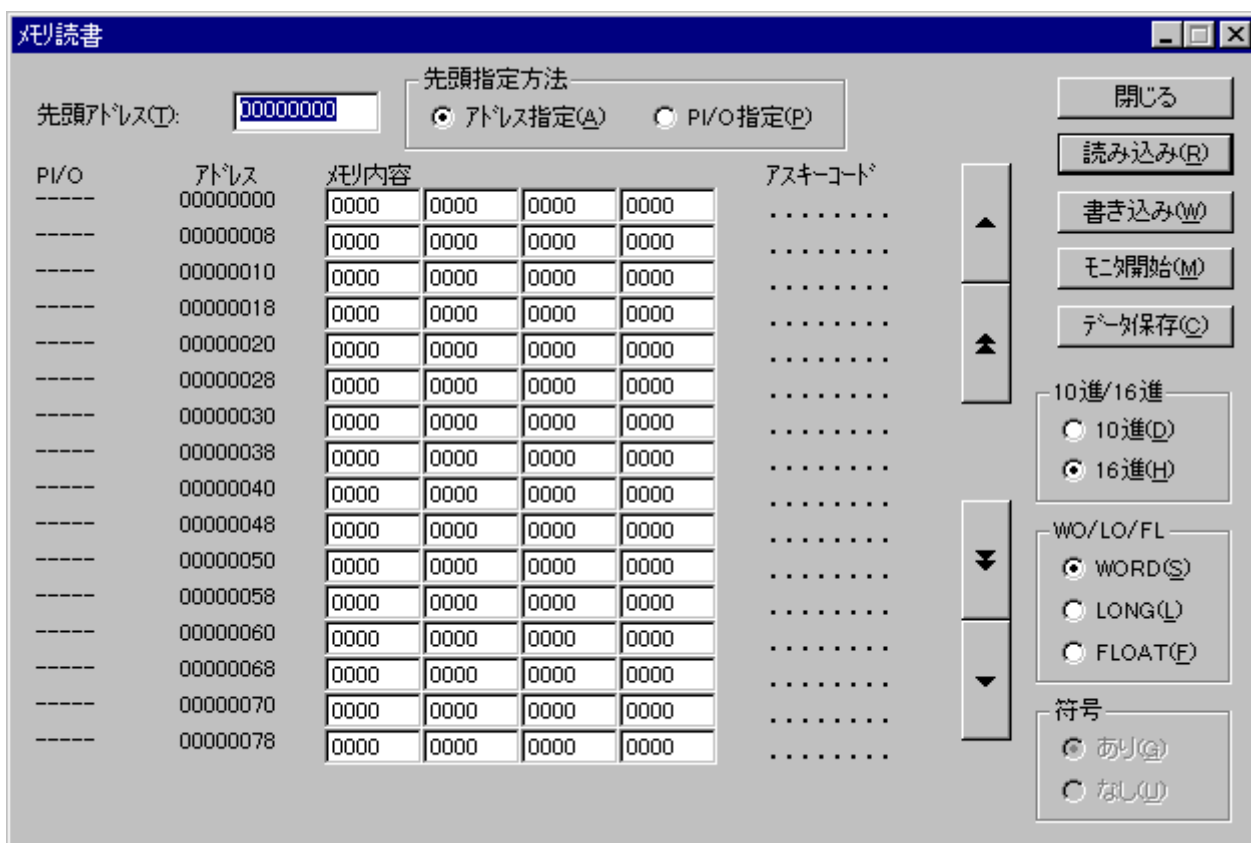 メモリ読書
先頭アドレス(T): 00000000
先頭指定方法
アドレス指定(A) PI/O指定(P)
閉じる
読み込み(R)
書き込み(W)
モニタ開始(M)
データ保存(C)
PI/O アドレス メモリ内容 アスキーコード
----- 00000000 0000 0000 0000 0000 ........
----- 00000008 0000 0000 0000 0000 ........
----- 00000010 0000 0000 0000 0000 ........
----- 00000018 0000 0000 0000 0000 ........
----- 00000020 0000 0000 0000 0000 ........
----- 00000028 0000 0000 0000 0000 ........
----- 00000030 0000 0000 0000 0000 ........
----- 00000038 0000 0000 0000 0000 ........
----- 00000040 0000 0000 0000 0000 ........
----- 00000048 0000 0000 0000 0000 ........
----- 00000050 0000 0000 0000 0000 ........
----- 00000058 0000 0000 0000 0000 ........
----- 00000060 0000 0000 0000 0000 ........
----- 00000068 0000 0000 0000 0000 ........
----- 00000070 0000 0000 0000 0000 ........
----- 00000078 0000 0000 0000 0000 ........
10進/16進
10進(D)
16進(H)
WO/LO/FL
WORD(S)
LONG(L)
FLOAT(F)
符号
あり(G)
なし(U)